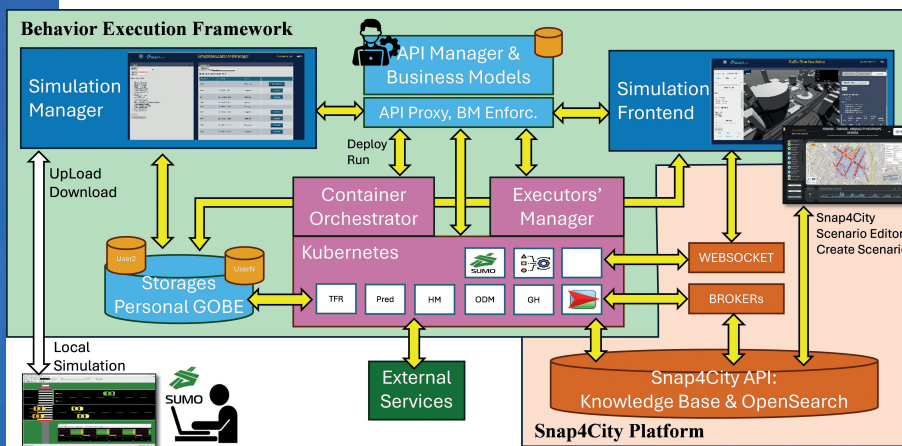 Behavior Execution Framework
Simulation
Manager
API Manager &
Business Models
API Proxy, BM Enforc.
Simulation
Frontend
Deploy
Run
UpLoad
Download
Container
Orchestrator
Executors'
Manager
Snap4City
Scenario Editor
Create Scenario
Kubernetes
SUMO
WEBSOCKET
User2
UserN
Storages
Personal GOBE
TFR
Pred
HM
ODM
GH
BROKERs
Local
Simulation
SUMO
External
Services
Snap4City API:
Knowledge Base & OpenSearch
Snap4City Platform